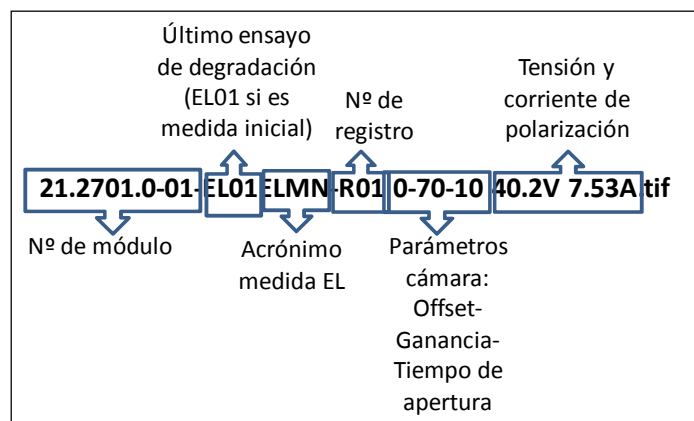 Último ensayo
de degradación
(EL01 si es
medida inicial)
Nº de
registro
Tensión y
corriente de
polarización
21.2701.0-01-EL01ELMN-R01 0-70-10 40.2V 7.53A.tif
Nº de módulo
Acrónimo
medida EL
Parámetros
cámara:
Offset-
Ganancia-
Tiempo de
apertura